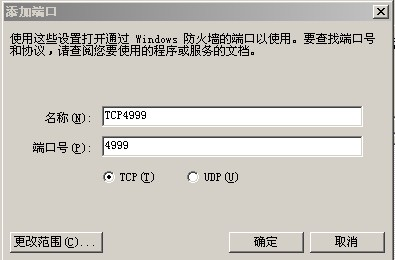 添加端口
使用这些设置打开通过 Windows 防火墙的端口以使用。要查找端口号
和协议，请查阅您要使用的程序或服务的文档。
名称(N): TCP4999
端口号(P): 4999
TCP(T) UDP(U)
更改范围(C)... 确定 取消